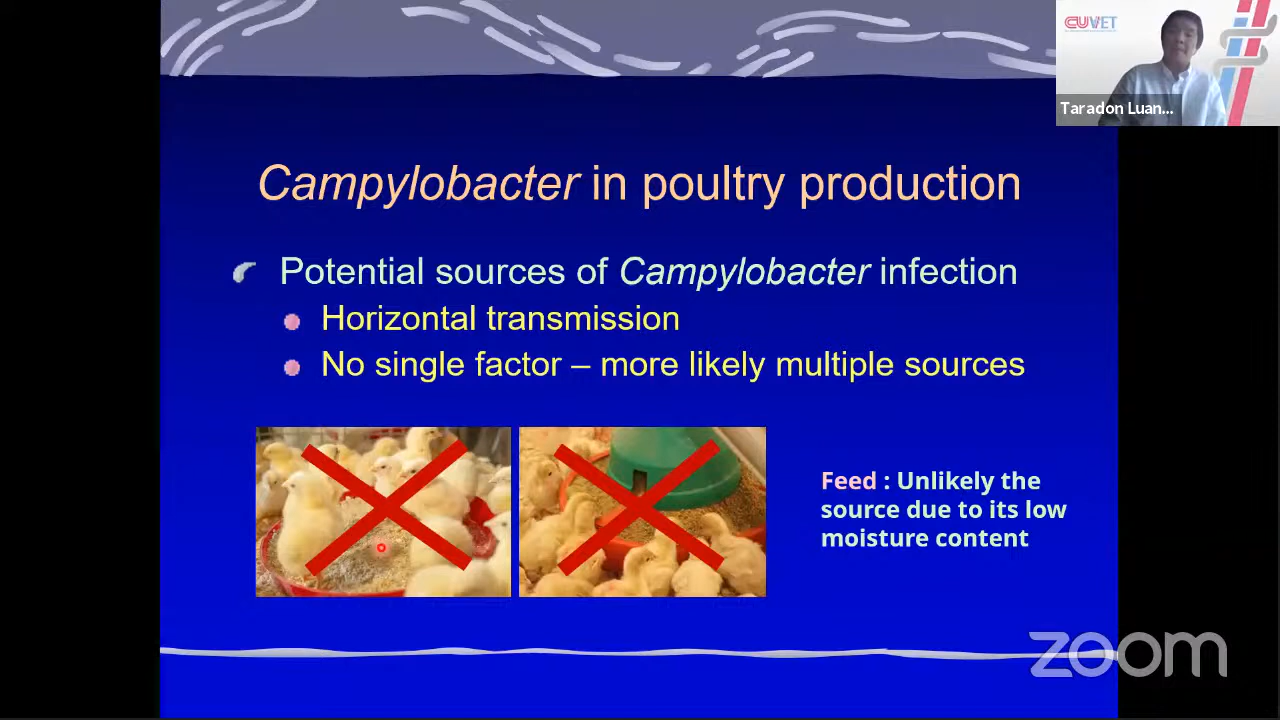 CUVET
Taradon Luan...
Campylobacter in poultry production
Potential sources of Campylobacter infection
Horizontal transmission
No single factor – more likely multiple sources
Feed : Unlikely the
source due to its low
moisture content
zoom